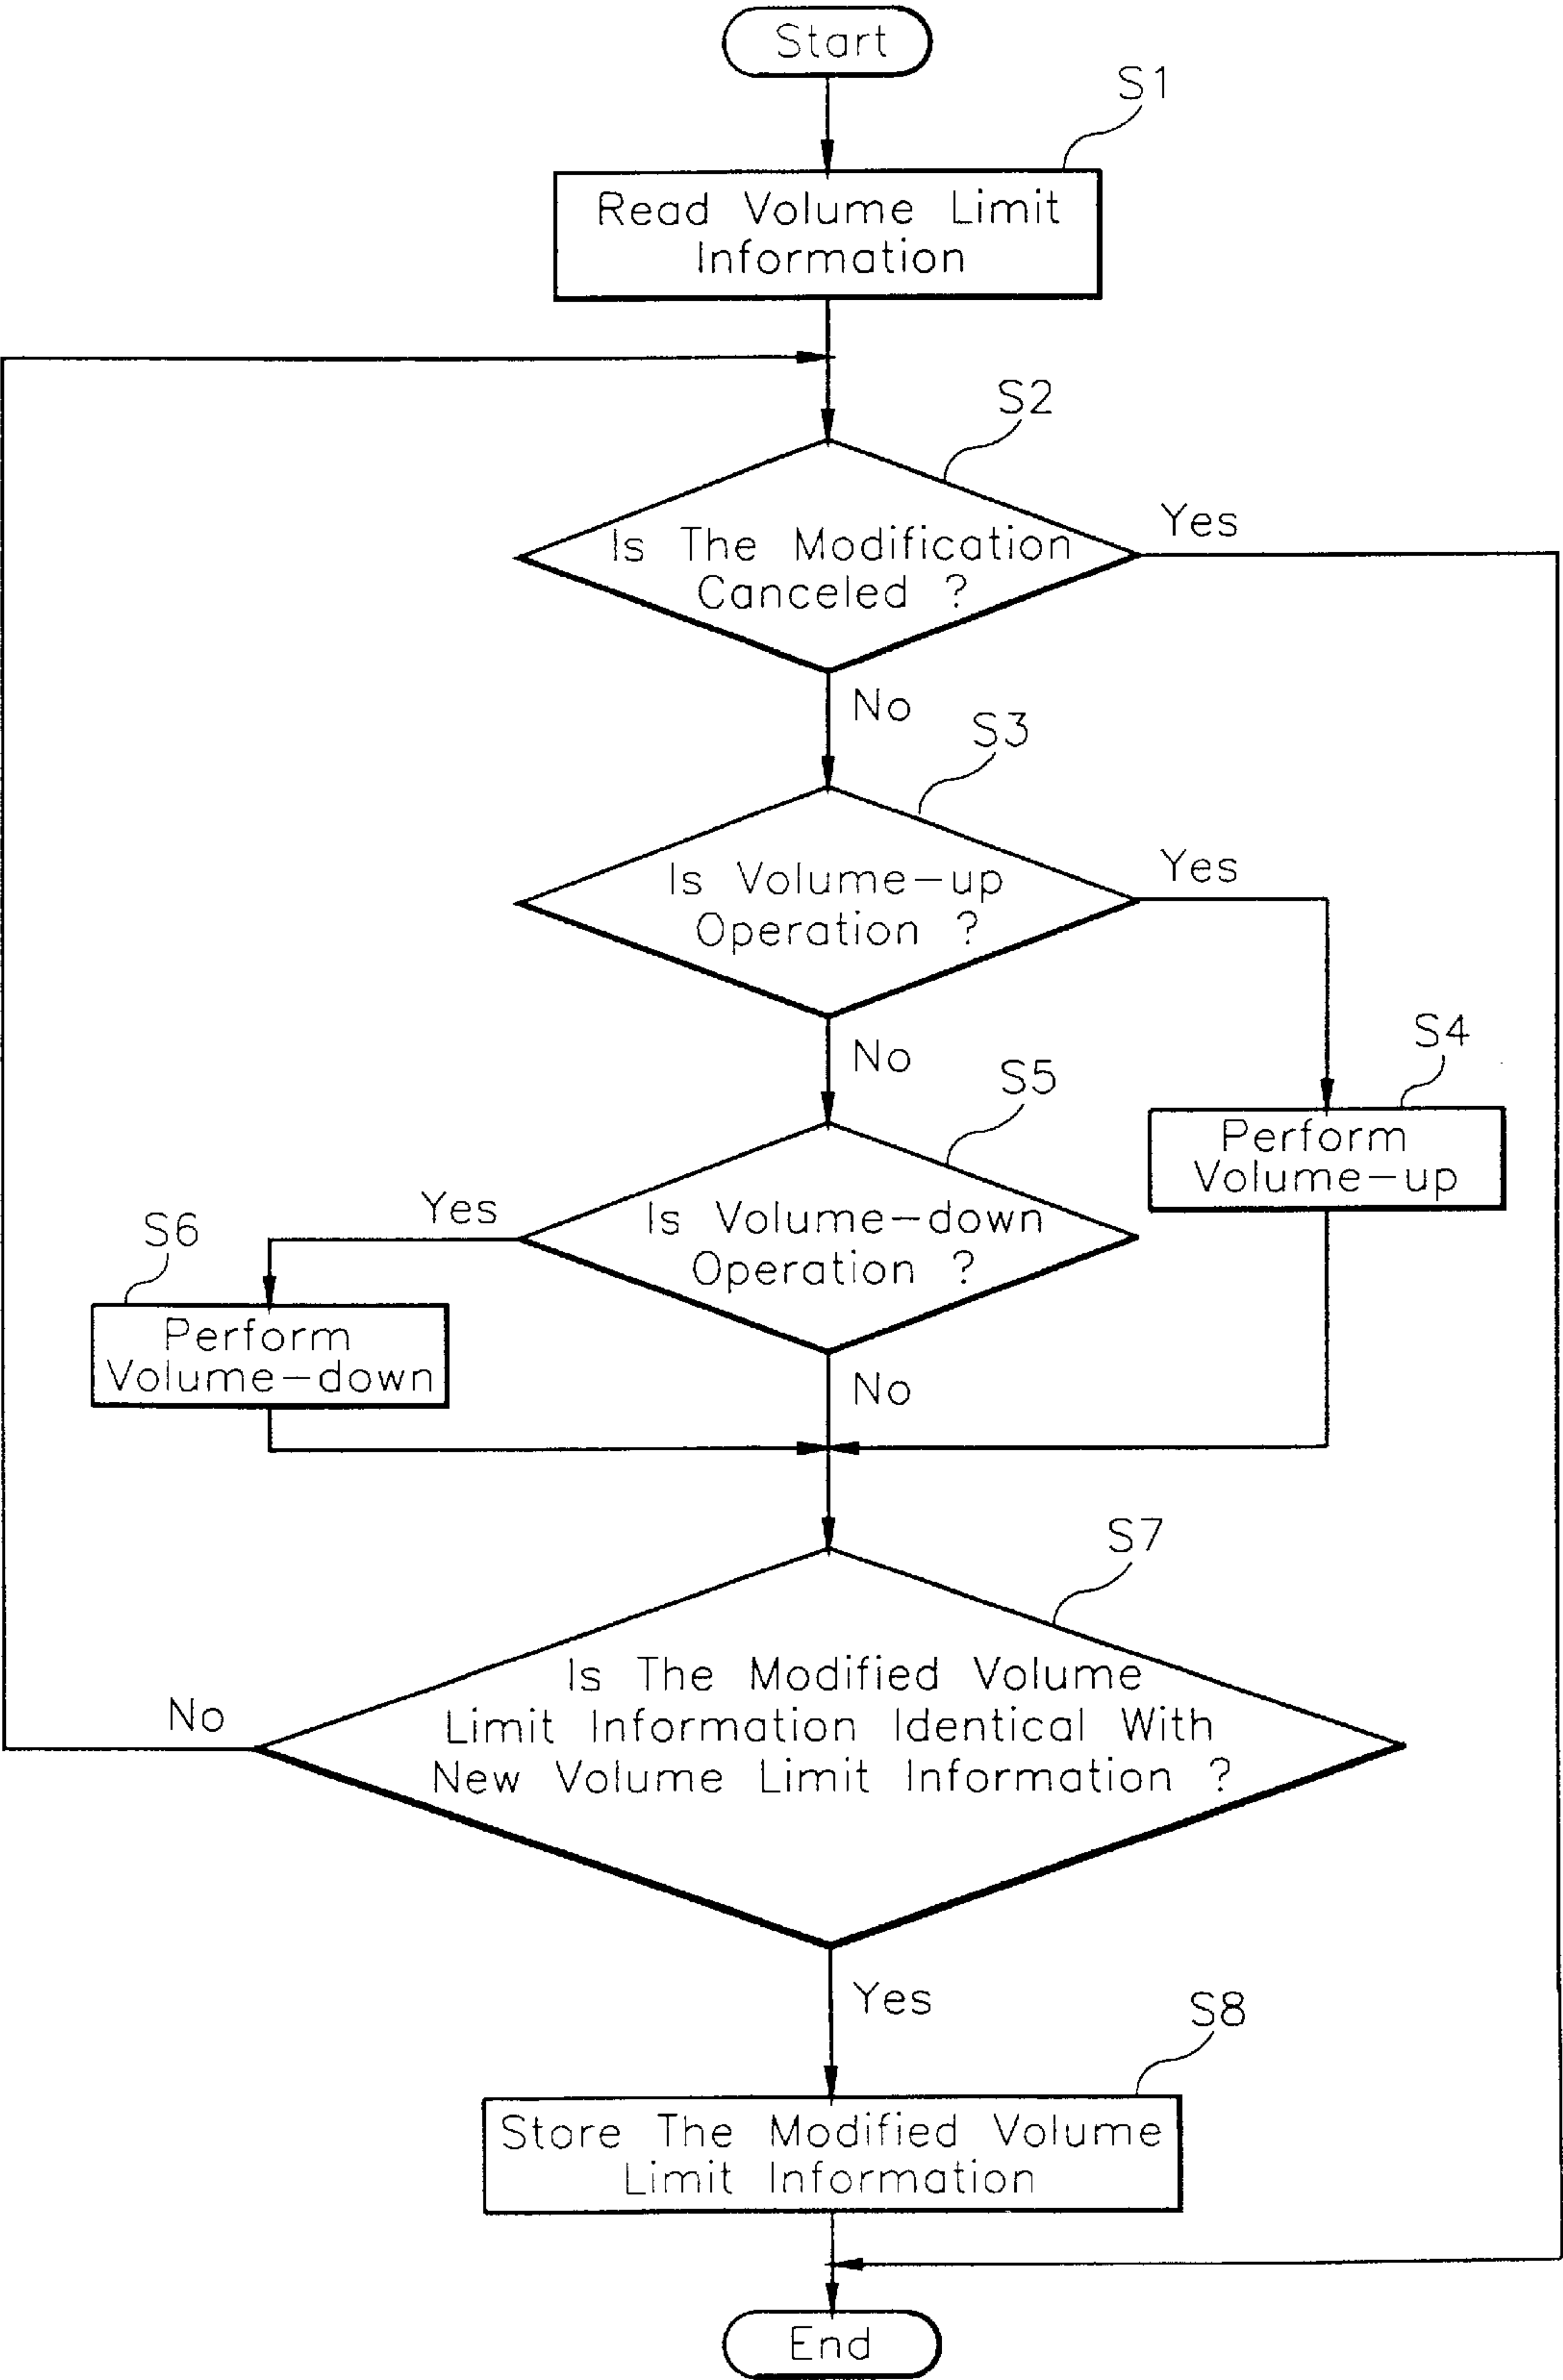 Start
S1
Read Volume Limit
Information
S2
Is The Modification
Canceled ?
Yes
No
S3
Is Volume-up
Operation ?
Yes
No
S4
Perform
Volume-up
S5
Is Volume-down
Operation ?
Yes
S6
Perform
Volume-down
No
S7
Is The Modified Volume
Limit Information Identical With
New Volume Limit Information ?
No
Yes
S8
Store The Modified Volume
Limit Information
End